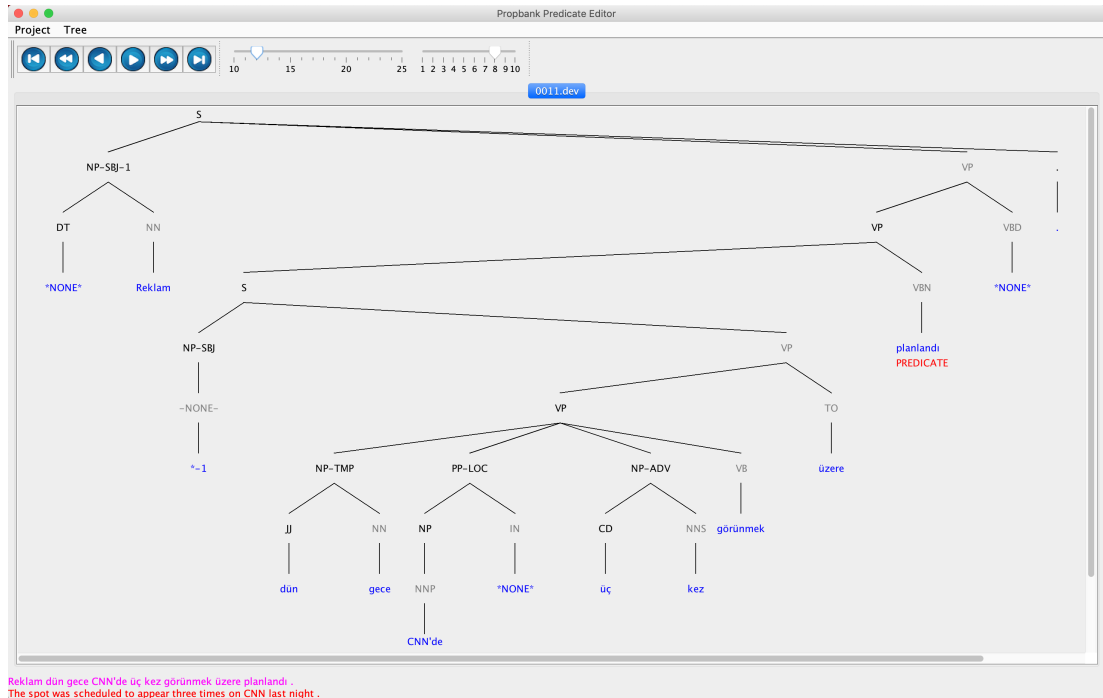 Propbank Predicate Editor
Project Tree
10 15 20 25 1 2 3 4 5 6 7 8 9 10
0011.dev
S
NP-SBJ-1 VP .
DT NN VP VBD .
*NONE* Reklam S VBN *NONE*
NP-SBJ VP planlandı
PREDICATE
-NONE- VP TO
*-1 NP-TMP PP-LOC NP-ADV VB üzere
JJ NN NP IN CD NNS görünmek
dün gece NNP *NONE* üç kez
CNN'de
Reklam dün gece CNN'de üç kez görünmek üzere planlandı .
The spot was scheduled to appear three times on CNN last night .